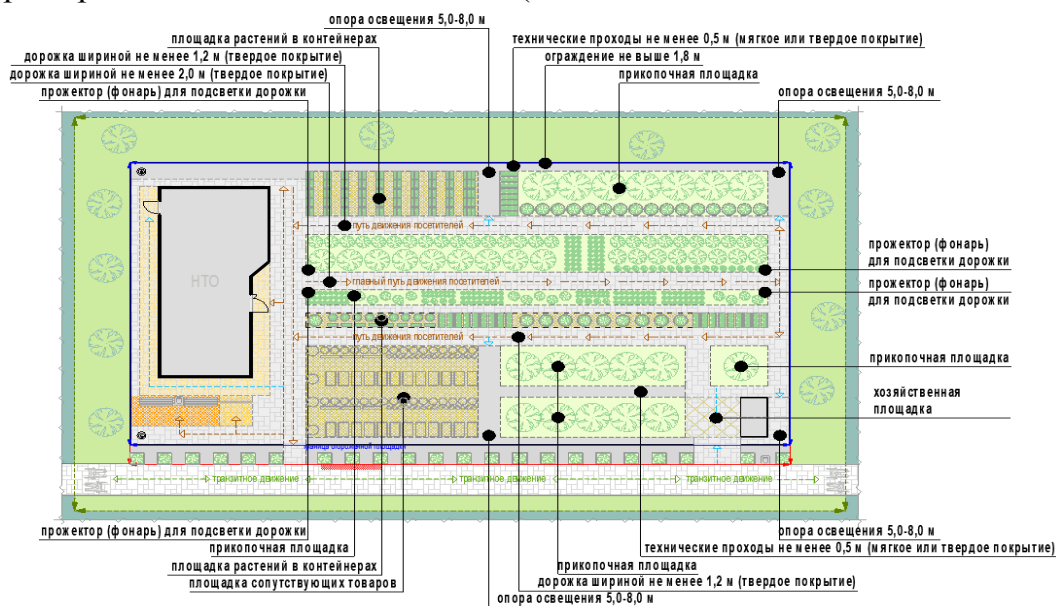 опора освещения 5,0-8,0 м
площадка растений в контейнерах
технические проходы не менее 0,5 м (мягкое или твердое покрытие)
дорожка шириной не менее 1,2 м (твердое покрытие)
ограждение не выше 1,8 м
дорожка шириной не менее 2,0 м (твердое покрытие)
прикопочная площадка
прожектор (фонарь) для подсветки дорожки
опора освещения 5,0-8,0 м
путь движения посетителей
прожектор (фонарь)
для подсветки дорожки
НТО
главный путь движения посетителей
прожектор (фонарь)
для подсветки дорожки
путь движения посетителей
прикопочная площадка
хозяйственная
площадка
граница огороженной площадки
транзитное движение
транзитное движение
транзитное движение
прожектор (фонарь) для подсветки дорожки
опора освещения 5,0-8,0 м
прикопочная площадка
технические проходы не менее 0,5 м (мягкое или твердое покрытие)
площадка растений в контейнерах
прикопочная площадка
площадка сопутствующих товаров
дорожка шириной не менее 1,2 м (твердое покрытие)
опора освещения 5,0-8,0 м